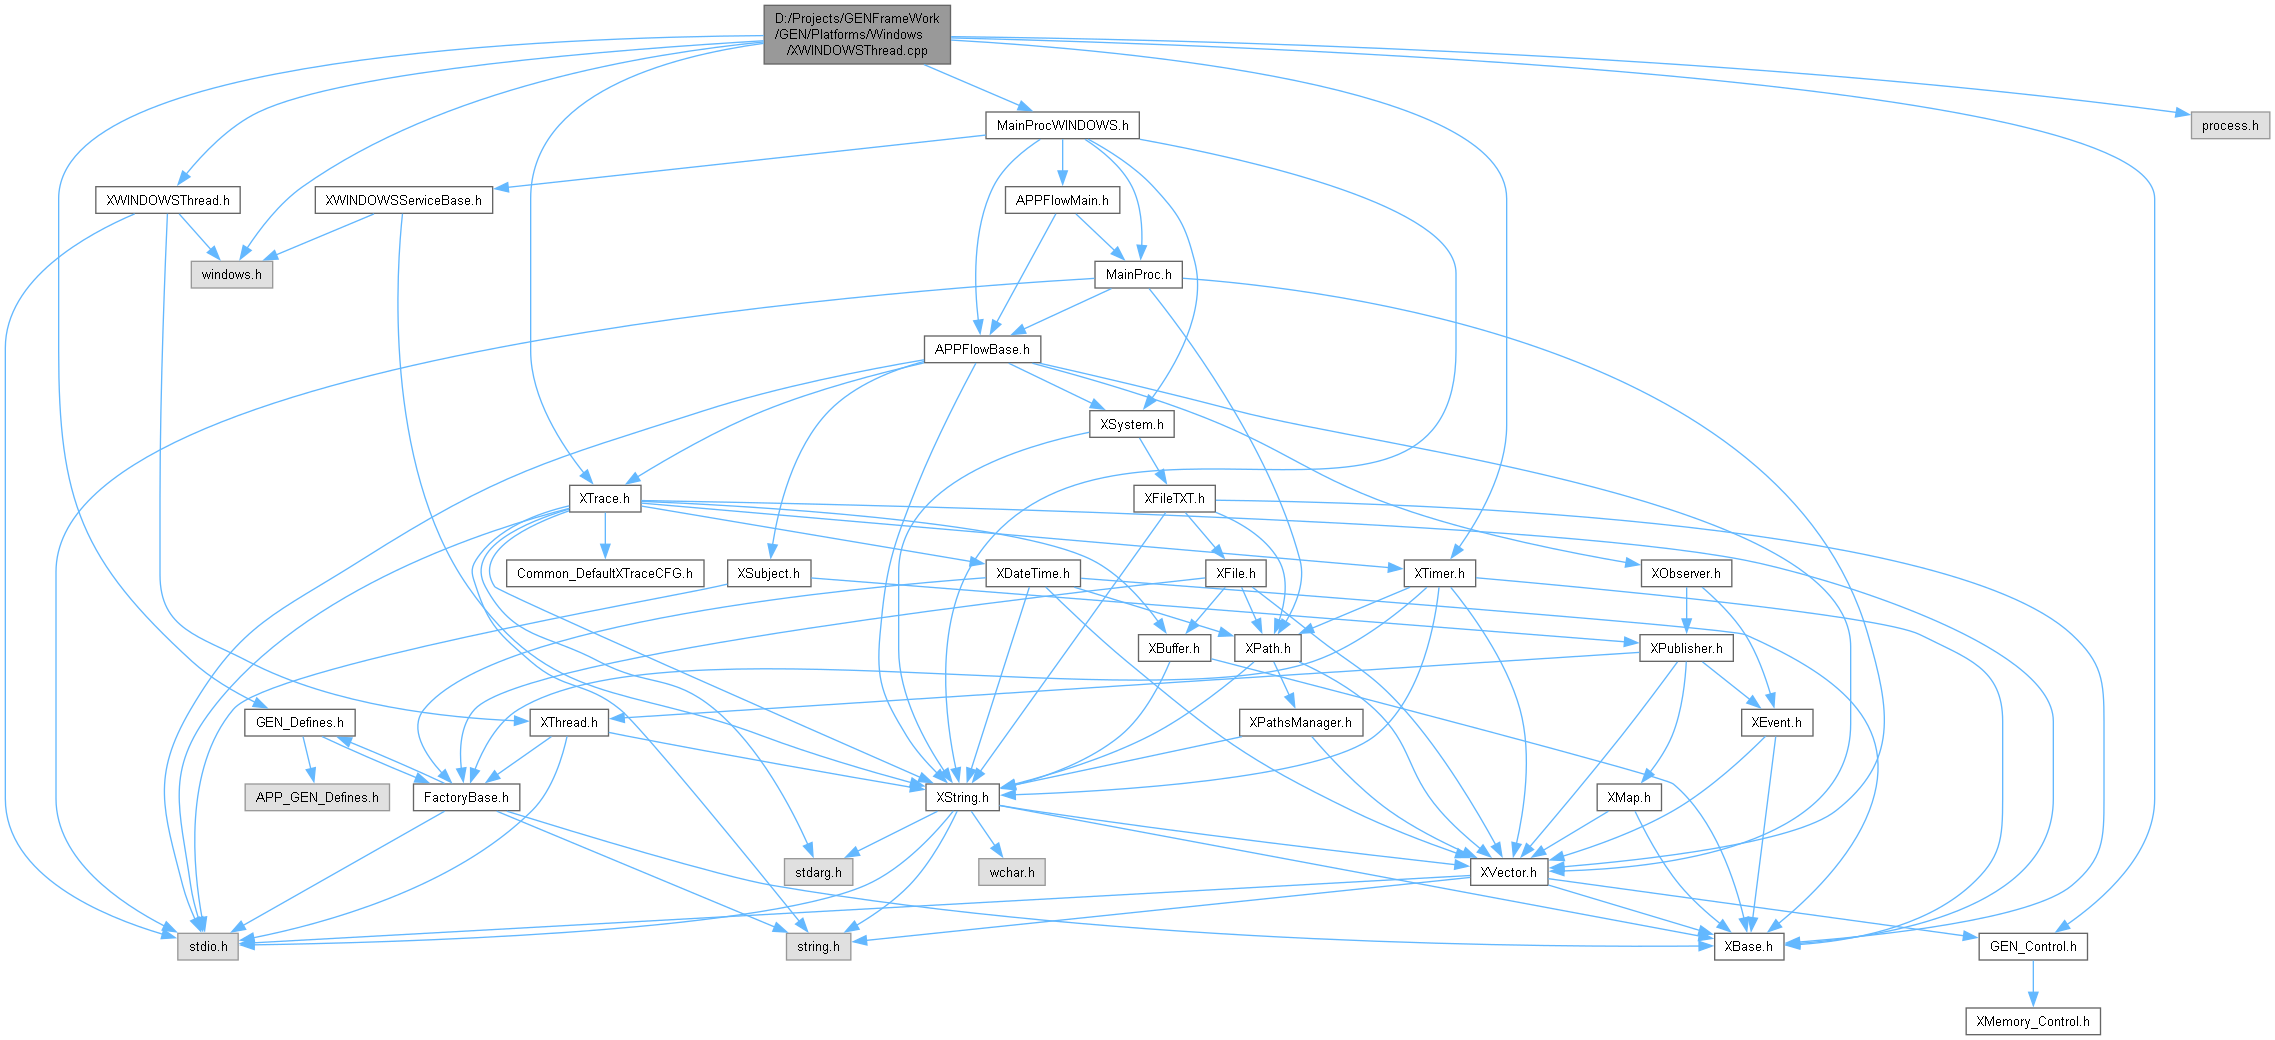 D:/Projects/GENFrameWork
/GEN/Platforms/Windows
/XWINDOWSThread.cpp
MainProcWINDOWS.h
process.h
XWINDOWSThread.h
XWINDOWSServiceBase.h
APPFlowMain.h
windows.h
MainProc.h
APPFlowBase.h
XSystem.h
XTrace.h
XFileTXT.h
Common_DefaultXTraceCFG.h
XSubject.h
XDateTime.h
XFile.h
XTimer.h
XObserver.h
XBuffer.h
XPath.h
XPublisher.h
GEN_Defines.h
XThread.h
XPathsManager.h
XEvent.h
APP_GEN_Defines.h
FactoryBase.h
XString.h
XMap.h
stdarg.h
wchar.h
XVector.h
stdio.h
string.h
XBase.h
GEN_Control.h
XMemory_Control.h